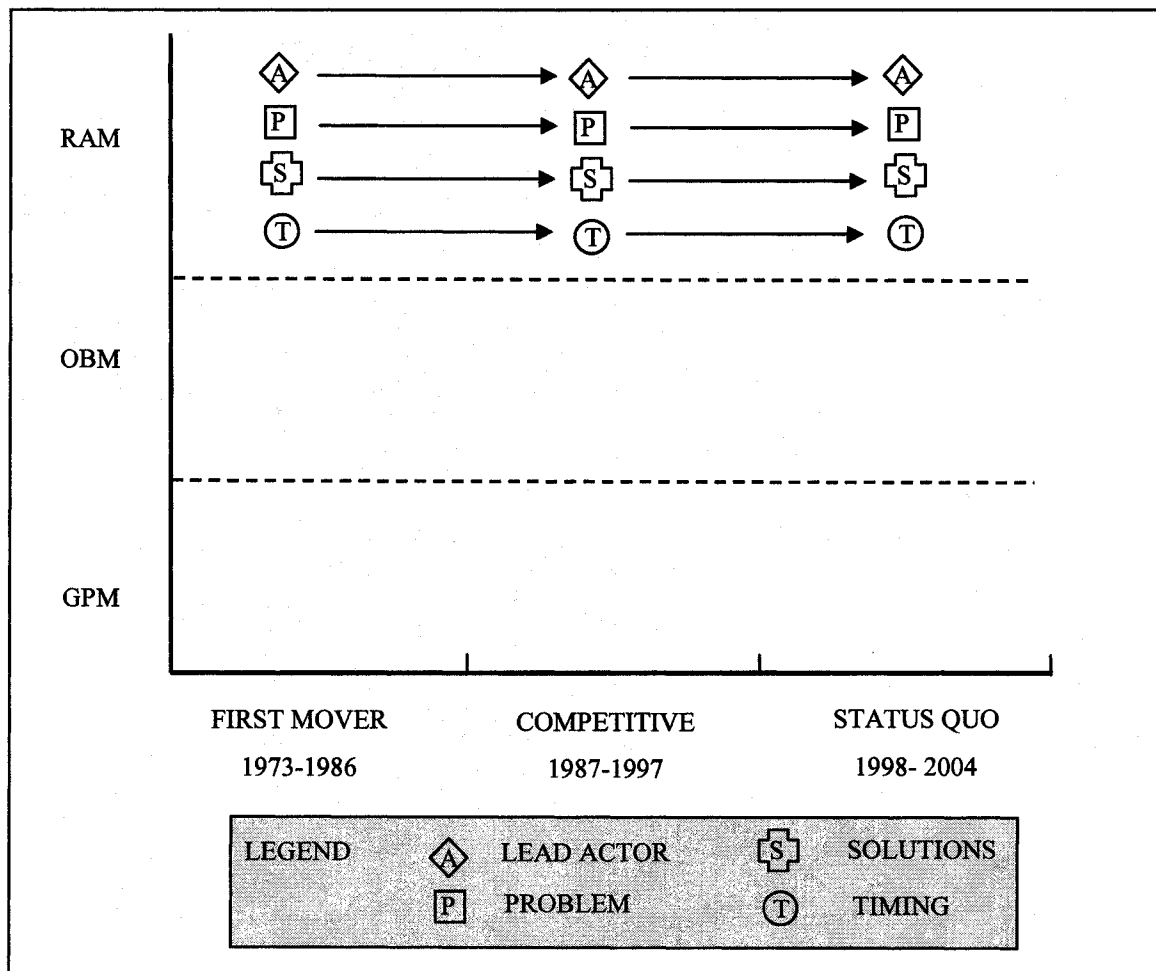 A A A
RAM P P P
S S S
T T T
OBM
GPM
FIRST MOVER COMPETITIVE STATUS QUO
1973-1986 1987-1997 1998- 2004
LEGEND A LEAD ACTOR S SOLUTIONS
P PROBLEM T TIMING